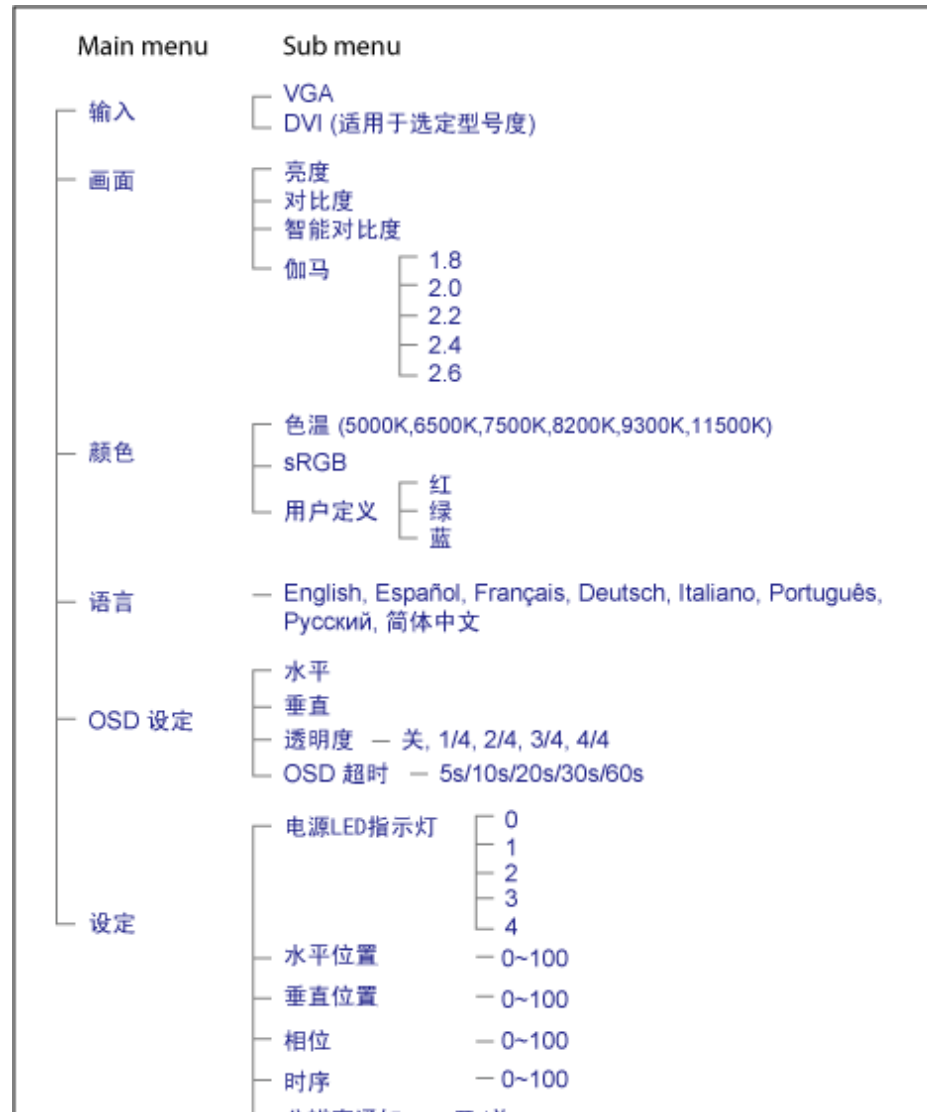 Main menu Sub menu
输入
VGA
DVI (适用于选定型号度)
画面
亮度
对比度
智能对比度
伽马
1.8
2.0
2.2
2.4
2.6
颜色
色温 (5000K,6500K,7500K,8200K,9300K,11500K)
sRGB
用户定义
红
绿
蓝
语言
English, Español, Français, Deutsch, Italiano, Português,
Русский, 简体中文
OSD 设定
水平
垂直
透明度 — 关, 1/4, 2/4, 3/4, 4/4
OSD 超时 — 5s/10s/20s/30s/60s
设定
电源LED指示灯
0
1
2
3
4
水平位置 — 0~100
垂直位置 — 0~100
相位 — 0~100
时序 — 0~100